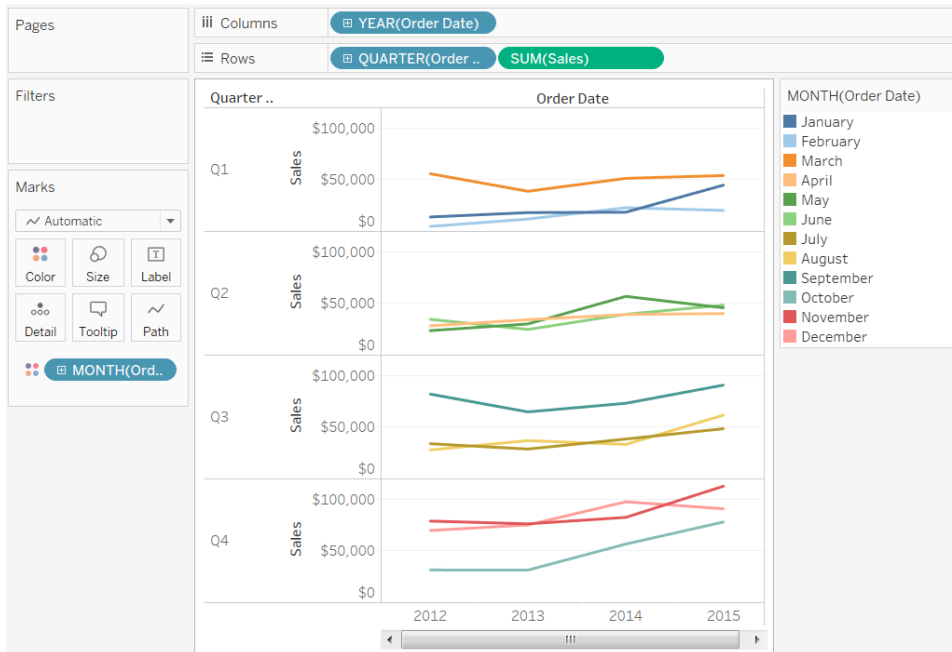 Pages
Columns
YEAR(Order Date)
Rows
QUARTER(Order ..
SUM(Sales)
Filters
Marks
Automatic
Color
Size
Label
Detail
Tooltip
Path
MONTH(Ord..
Quarter ..
Order Date
Q1
Sales
$100,000
$50,000
$0
Q2
Sales
$100,000
$50,000
$0
Q3
Sales
$100,000
$50,000
$0
Q4
Sales
$100,000
$50,000
$0
2012 2013 2014 2015
MONTH(Order Date)
January
February
March
April
May
June
July
August
September
October
November
December